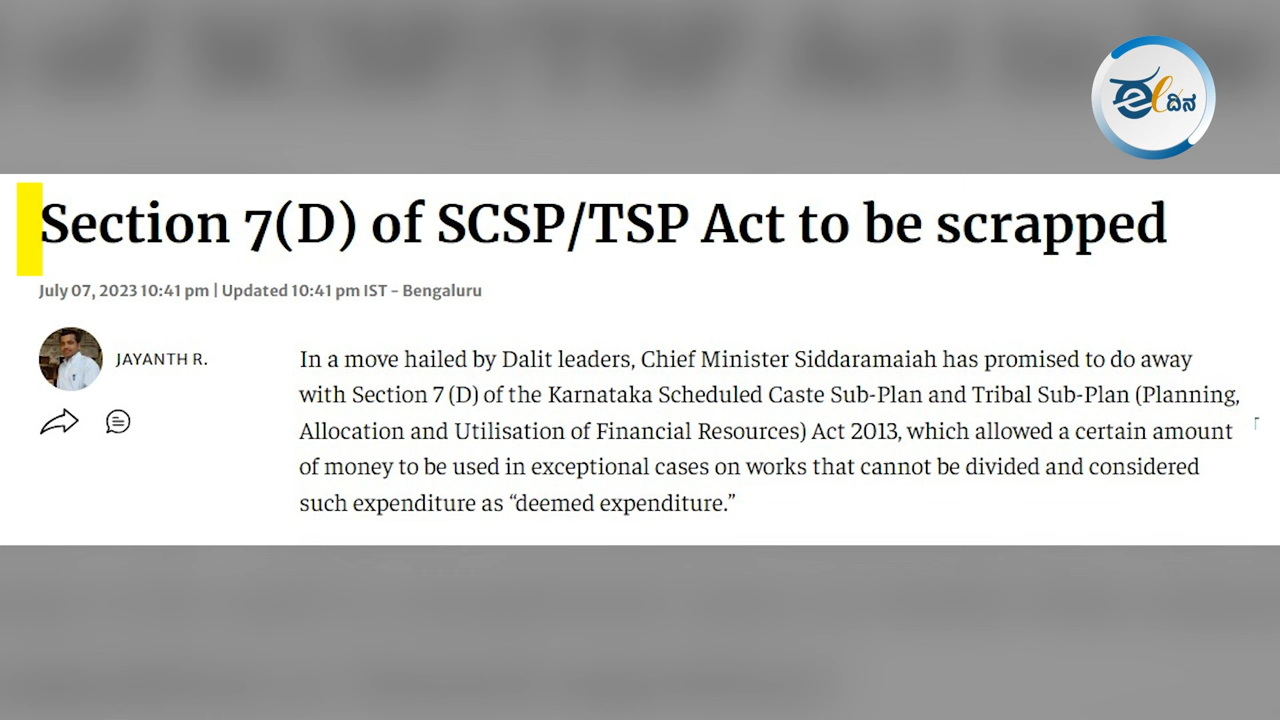 ಈ ದಿನ
Section 7(D) of SCSP/TSP Act to be scrapped
July 07, 2023 10:41 pm | Updated 10:41 pm IST - Bengaluru
JAYANTH R.
In a move hailed by Dalit leaders, Chief Minister Siddaramaiah has promised to do away
with Section 7 (D) of the Karnataka Scheduled Caste Sub-Plan and Tribal Sub-Plan (Planning,
Allocation and Utilisation of Financial Resources) Act 2013, which allowed a certain amount
of money to be used in exceptional cases on works that cannot be divided and considered
such expenditure as “deemed expenditure.”